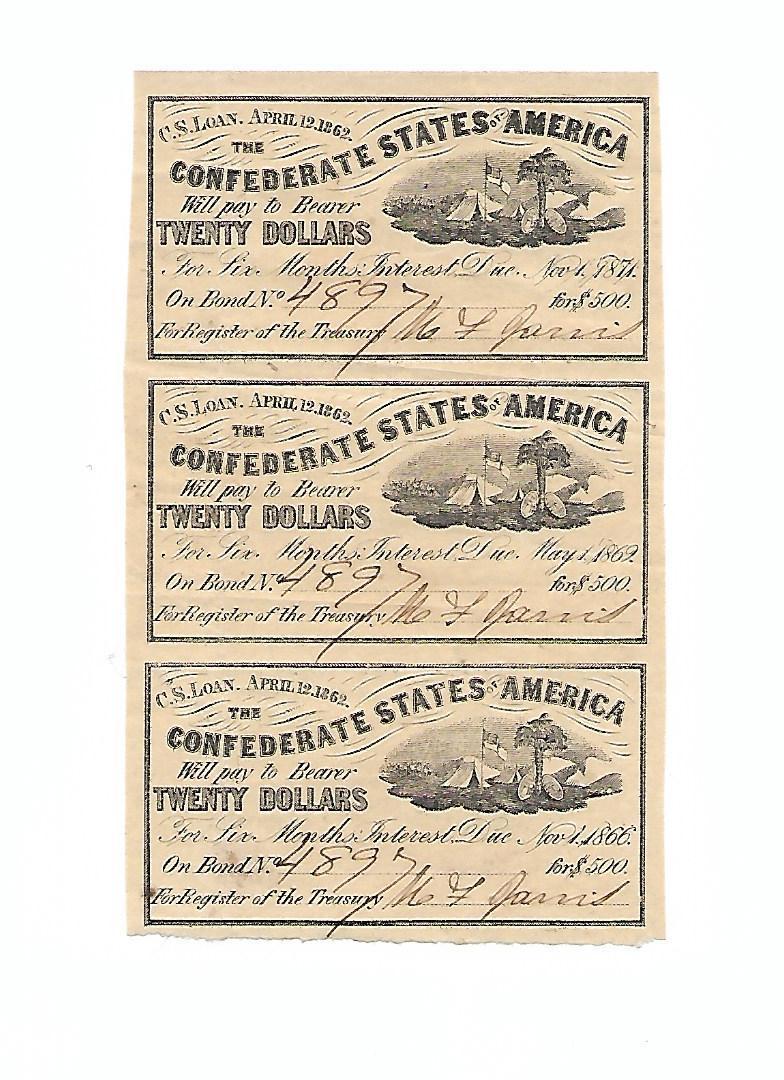 C.S. LOAN. APRIL 12. 1862.
THE
CONFEDERATE STATES OF AMERICA
Will pay to Bearer
TWENTY DOLLARS
For Six Months Interest Due Nov 1, 1871.
On Bond N.º 4897 for $500.
For Register of the Treasury M F Jarvis
C.S. LOAN. APRIL 12. 1862.
THE
CONFEDERATE STATES OF AMERICA
Will pay to Bearer
TWENTY DOLLARS
For Six Months Interest Due May 1, 1869.
On Bond N.º 4897 for $500.
For Register of the Treasury M F Jarvis
C.S. LOAN. APRIL 12. 1862.
THE
CONFEDERATE STATES OF AMERICA
Will pay to Bearer
TWENTY DOLLARS
For Six Months Interest Due Nov 1, 1866.
On Bond N.º 4897 for $500.
For Register of the Treasury M F Jarvis